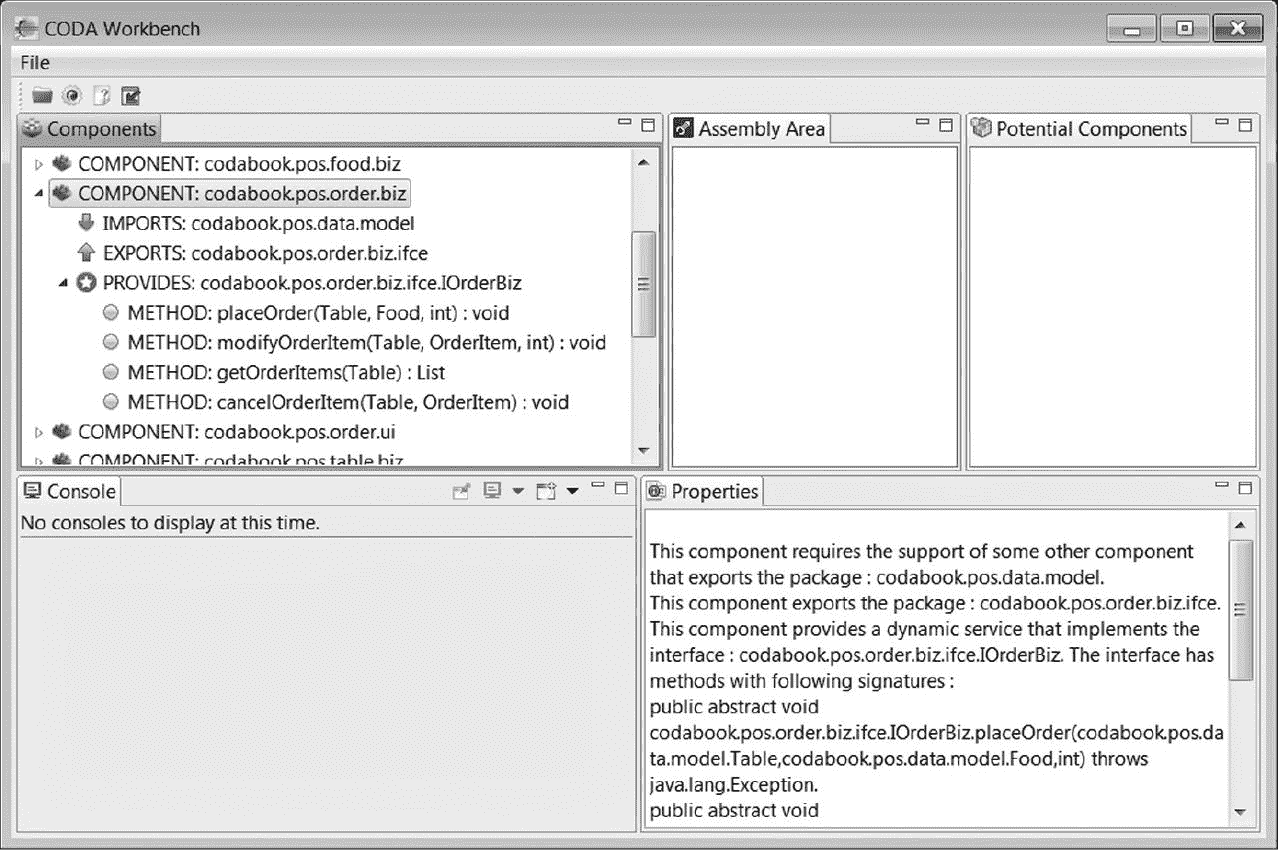 CODA Workbench
File
Components
COMPONENT: codabook.pos.food.biz
COMPONENT: codabook.pos.order.biz
IMPORTS: codabook.pos.data.model
EXPORTS: codabook.pos.order.biz.ifce
PROVIDES: codabook.pos.order.biz.ifce.IOrderBiz
METHOD: placeOrder(Table, Food, int) : void
METHOD: modifyOrderItem(Table, OrderItem, int) : void
METHOD: getOrderItems(Table) : List
METHOD: cancelOrderItem(Table, OrderItem) : void
COMPONENT: codabook.pos.order.ui
COMPONENT: codabook.pos.table.biz
Assembly Area
Potential Components
Console
No consoles to display at this time.
Properties
This component requires the support of some other component
that exports the package : codabook.pos.data.model.
This component exports the package : codabook.pos.order.biz.ifce.
This component provides a dynamic service that implements the
interface : codabook.pos.order.biz.ifce.IOrderBiz. The interface has
methods with following signatures :
public abstract void
codabook.pos.order.biz.ifce.IOrderBiz.placeOrder(codabook.pos.da
ta.model.Table,codabook.pos.data.model.Food,int) throws
java.lang.Exception.
public abstract void